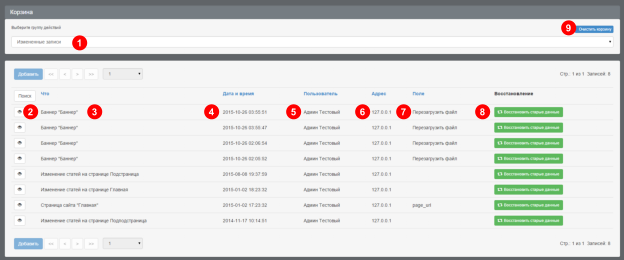 Корзина
Выберите группу действий
9
Очистить корзину
Измененные записи
1
Добавить << < > >> 1 Стр.: 1 из 1 Записей: 8
Поиск Что Дата и время Пользователь Адрес Поля Восстановление
2 Баннер "Баннер" 3 4 2015-10-26 03:55:51 5 Админ Тестовый 6 127.0.0.1 7 Перезагрузить файл 8 Восстановить старые данные
Баннер "Баннер" 2015-10-26 03:55:47 Админ Тестовый 127.0.0.1 Перезагрузить файл Восстановить старые данные
Баннер "Баннер" 2015-10-26 02:06:54 Админ Тестовый 127.0.0.1 Перезагрузить файл Восстановить старые данные
Баннер "Баннер" 2015-10-26 02:05:02 Админ Тестовый 127.0.0.1 Перезагрузить файл Восстановить старые данные
Изменение статей на странице Подстраница 2015-08-08 19:37:59 Админ Тестовый 127.0.0.1 Восстановить старые данные
Изменение статей на странице Главная 2015-01-02 18:23:32 Админ Тестовый 127.0.0.1 Восстановить старые данные
Страница сайта "Главная" 2015-01-02 17:23:32 Админ Тестовый 127.0.0.1 page_url Восстановить старые данные
Изменение статей на странице Подподстраница 2014-11-17 10:14:01 Админ Тестовый 127.0.0.1 Восстановить старые данные
Добавить << < > >> 1 Стр.: 1 из 1 Записей: 8